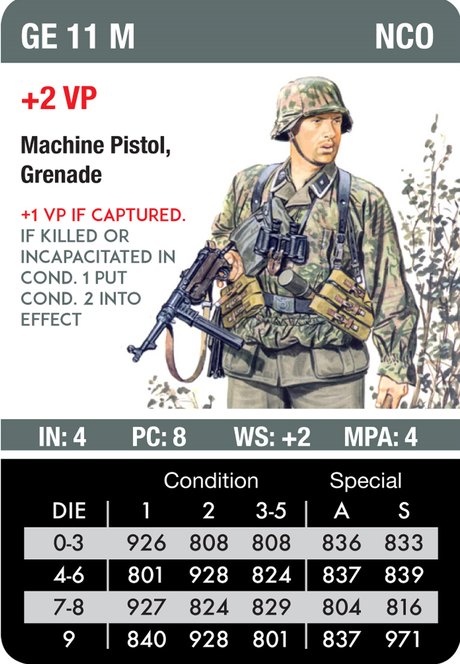 GE 11 M NCO
+2 VP
Machine Pistol,
Grenade
+1 VP IF CAPTURED.
IF KILLED OR
INCAPACITATED IN
COND. 1 PUT
COND. 2 INTO
EFFECT
IN: 4 PC: 8 WS: +2 MPA: 4
Condition Special
DIE 1 2 3-5 A S
0-3 926 808 808 836 833
4-6 801 928 824 837 839
7-8 927 824 829 804 816
9 840 928 801 837 971